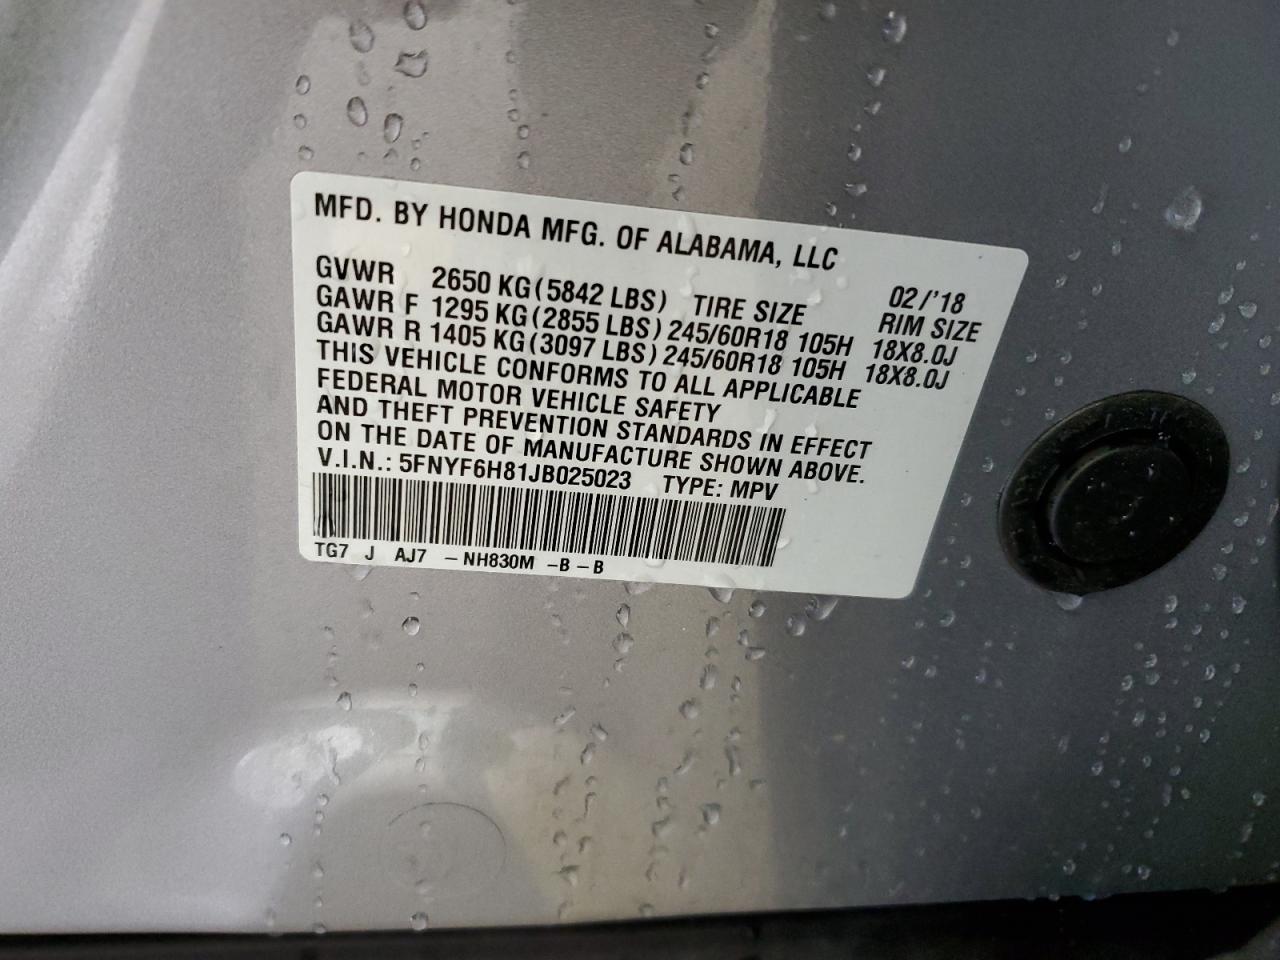 MFD. BY HONDA MFG. OF ALABAMA, LLC
02/'18
GVWR 2650 KG(5842 LBS) TIRE SIZE RIM SIZE
GAWR F 1295 KG(2855 LBS) 245/60R18 105H 18X8.0J
GAWR R 1405 KG(3097 LBS) 245/60R18 105H 18X8.0J
THIS VEHICLE CONFORMS TO ALL APPLICABLE
FEDERAL MOTOR VEHICLE SAFETY
AND THEFT PREVENTION STANDARDS IN EFFECT
ON THE DATE OF MANUFACTURE SHOWN ABOVE.
V.I.N.: 5FNYF6H81JB025023 TYPE: MPV
TG7 J AJ7 – NH830M –B – B